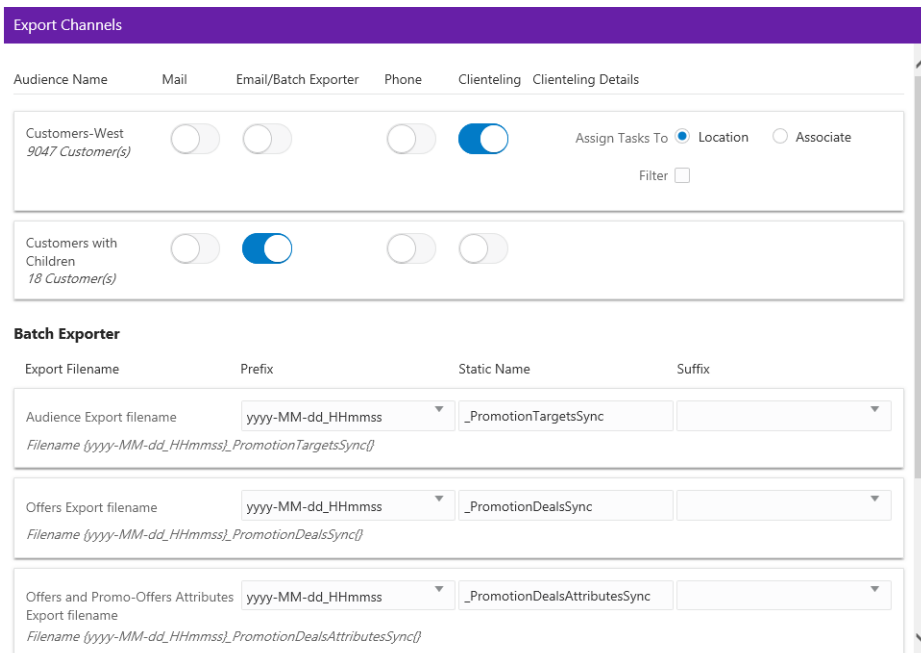 Export Channels
Audience Name Mail Email/Batch Exporter Phone Clienteling Clienteling Details
Customers-West
9047 Customer(s)
Assign Tasks To Location Associate
Filter
Customers with
Children
18 Customer(s)
Batch Exporter
Export Filename Prefix Static Name Suffix
Audience Export filename yyyy-MM-dd_HHmmss _PromotionTargetsSync
Filename {yyyy-MM-dd_HHmmss}_PromotionTargetsSync{}
Offers Export filename yyyy-MM-dd_HHmmss _PromotionDealsSync
Filename {yyyy-MM-dd_HHmmss}_PromotionDealsSync{}
Offers and Promo-Offers Attributes yyyy-MM-dd_HHmmss _PromotionDealsAttributesSync
Export filename
Filename {yyyy-MM-dd_HHmmss}_PromotionDealsAttributesSync{}